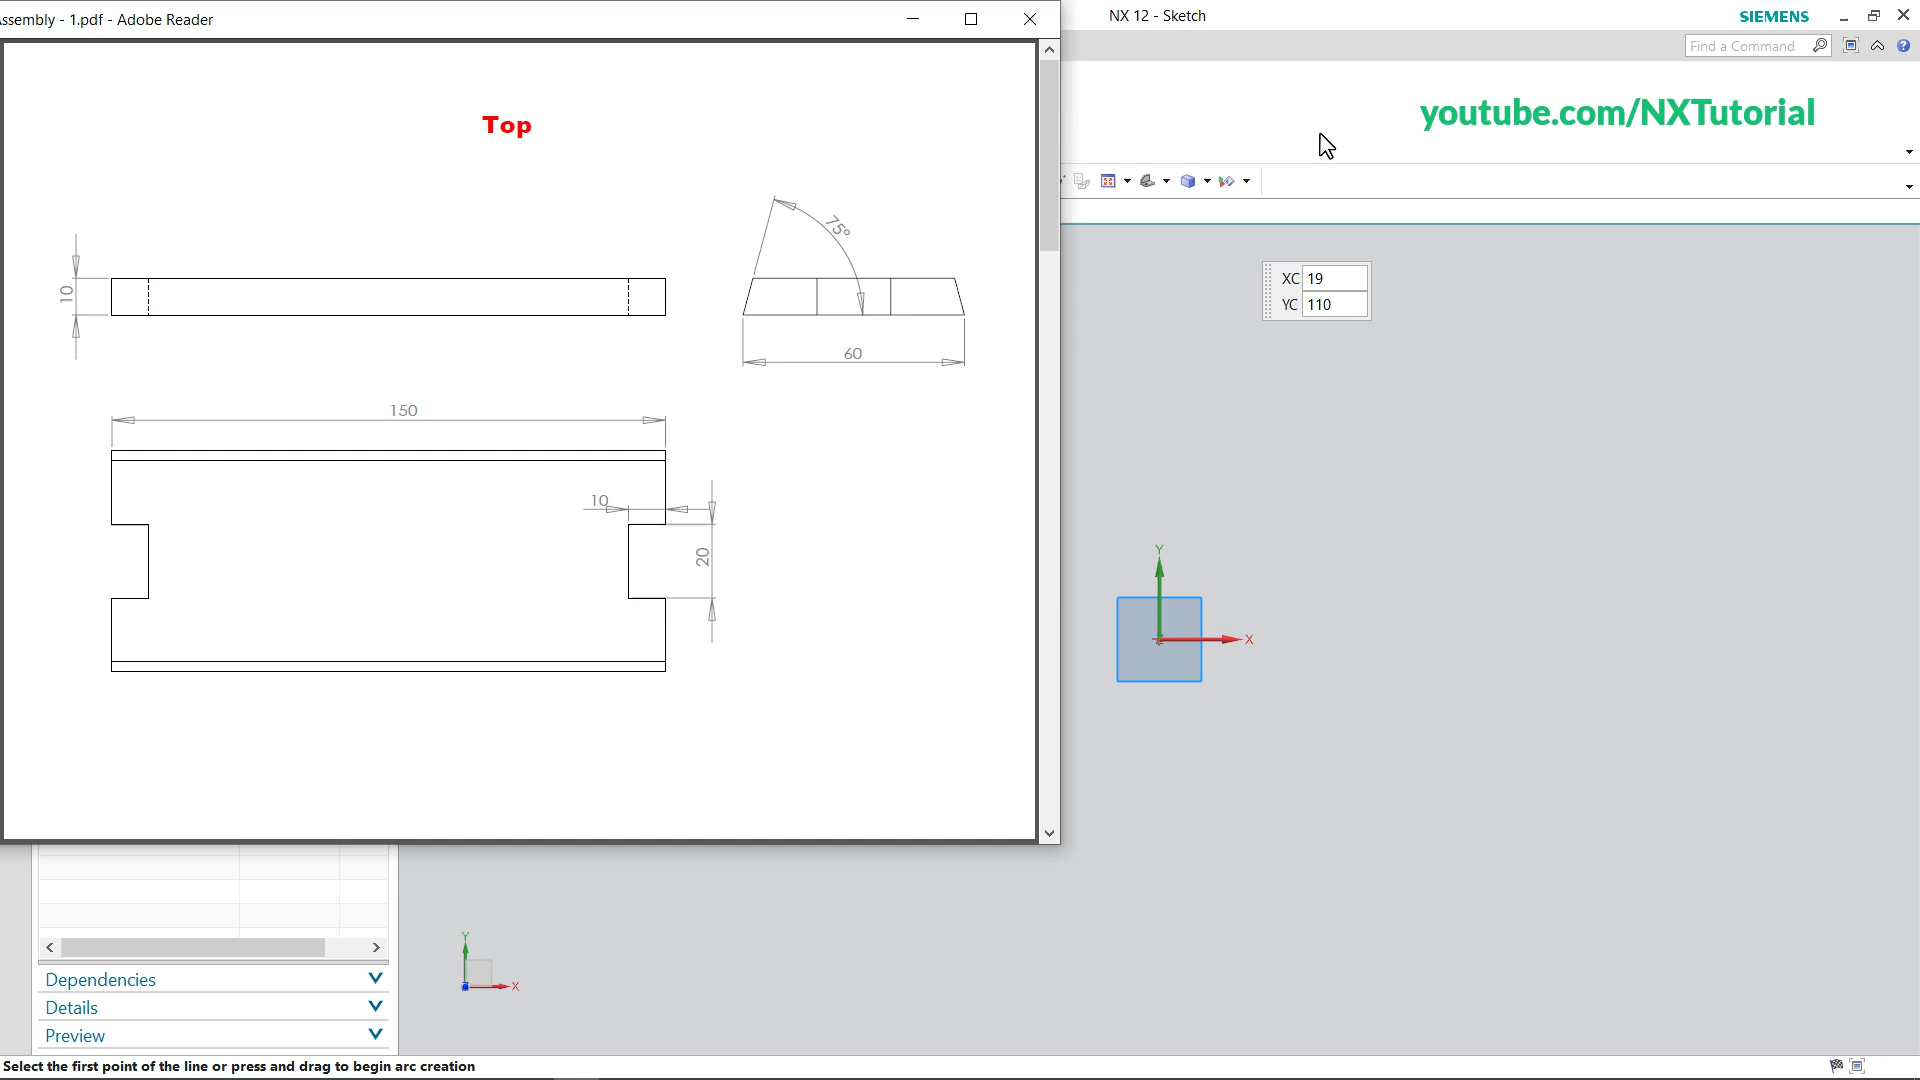 ssembly - 1.pdf - Adobe Reader
NX 12 - Sketch
SIEMENS
Find a Command
Top
youtube.com/NXTutorial
75°
10
60
XC 19
YC 110
150
10
20
Y
X
Y
X
Dependencies
Details
Preview
Select the first point of the line or press and drag to begin arc creation